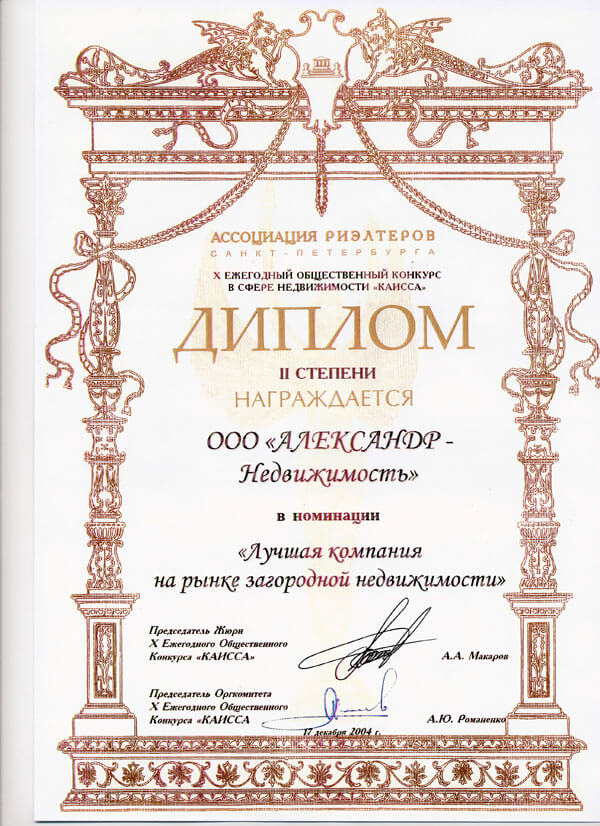 АССОЦИАЦИЯ РИЭЛТЕРОВ
САНКТ-ПЕТЕРБУРГА
X ЕЖЕГОДНЫЙ ОБЩЕСТВЕННЫЙ КОНКУРС
В СФЕРЕ НЕДВИЖИМОСТИ «КАИССА»
ДИПЛОМ
II СТЕПЕНИ
НАГРАЖДАЕТСЯ
ООО «АЛЕКСАНДР -
Недвижимость»
в номинации
«Лучшая компания
на рынке загородной недвижимости»
Председатель Жюри
X Ежегодного Общественного
Конкурса «КАИССА»
А.А. Макаров
Председатель Оргкомитета
X Ежегодного Общественного
Конкурса «КАИССА
А.Ю. Романенко
17 декабря 2004 г.